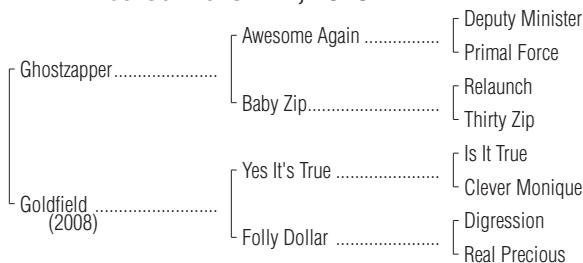 Deputy Minister
Awesome Again ..................
Primal Force
Ghostzapper.........................
Relaunch
Baby Zip................................
Thirty Zip
Is It True
Yes It's True .........................
Clever Monique
Goldfield .............................
(2008)
Digression
Folly Dollar .........................
Real Precious